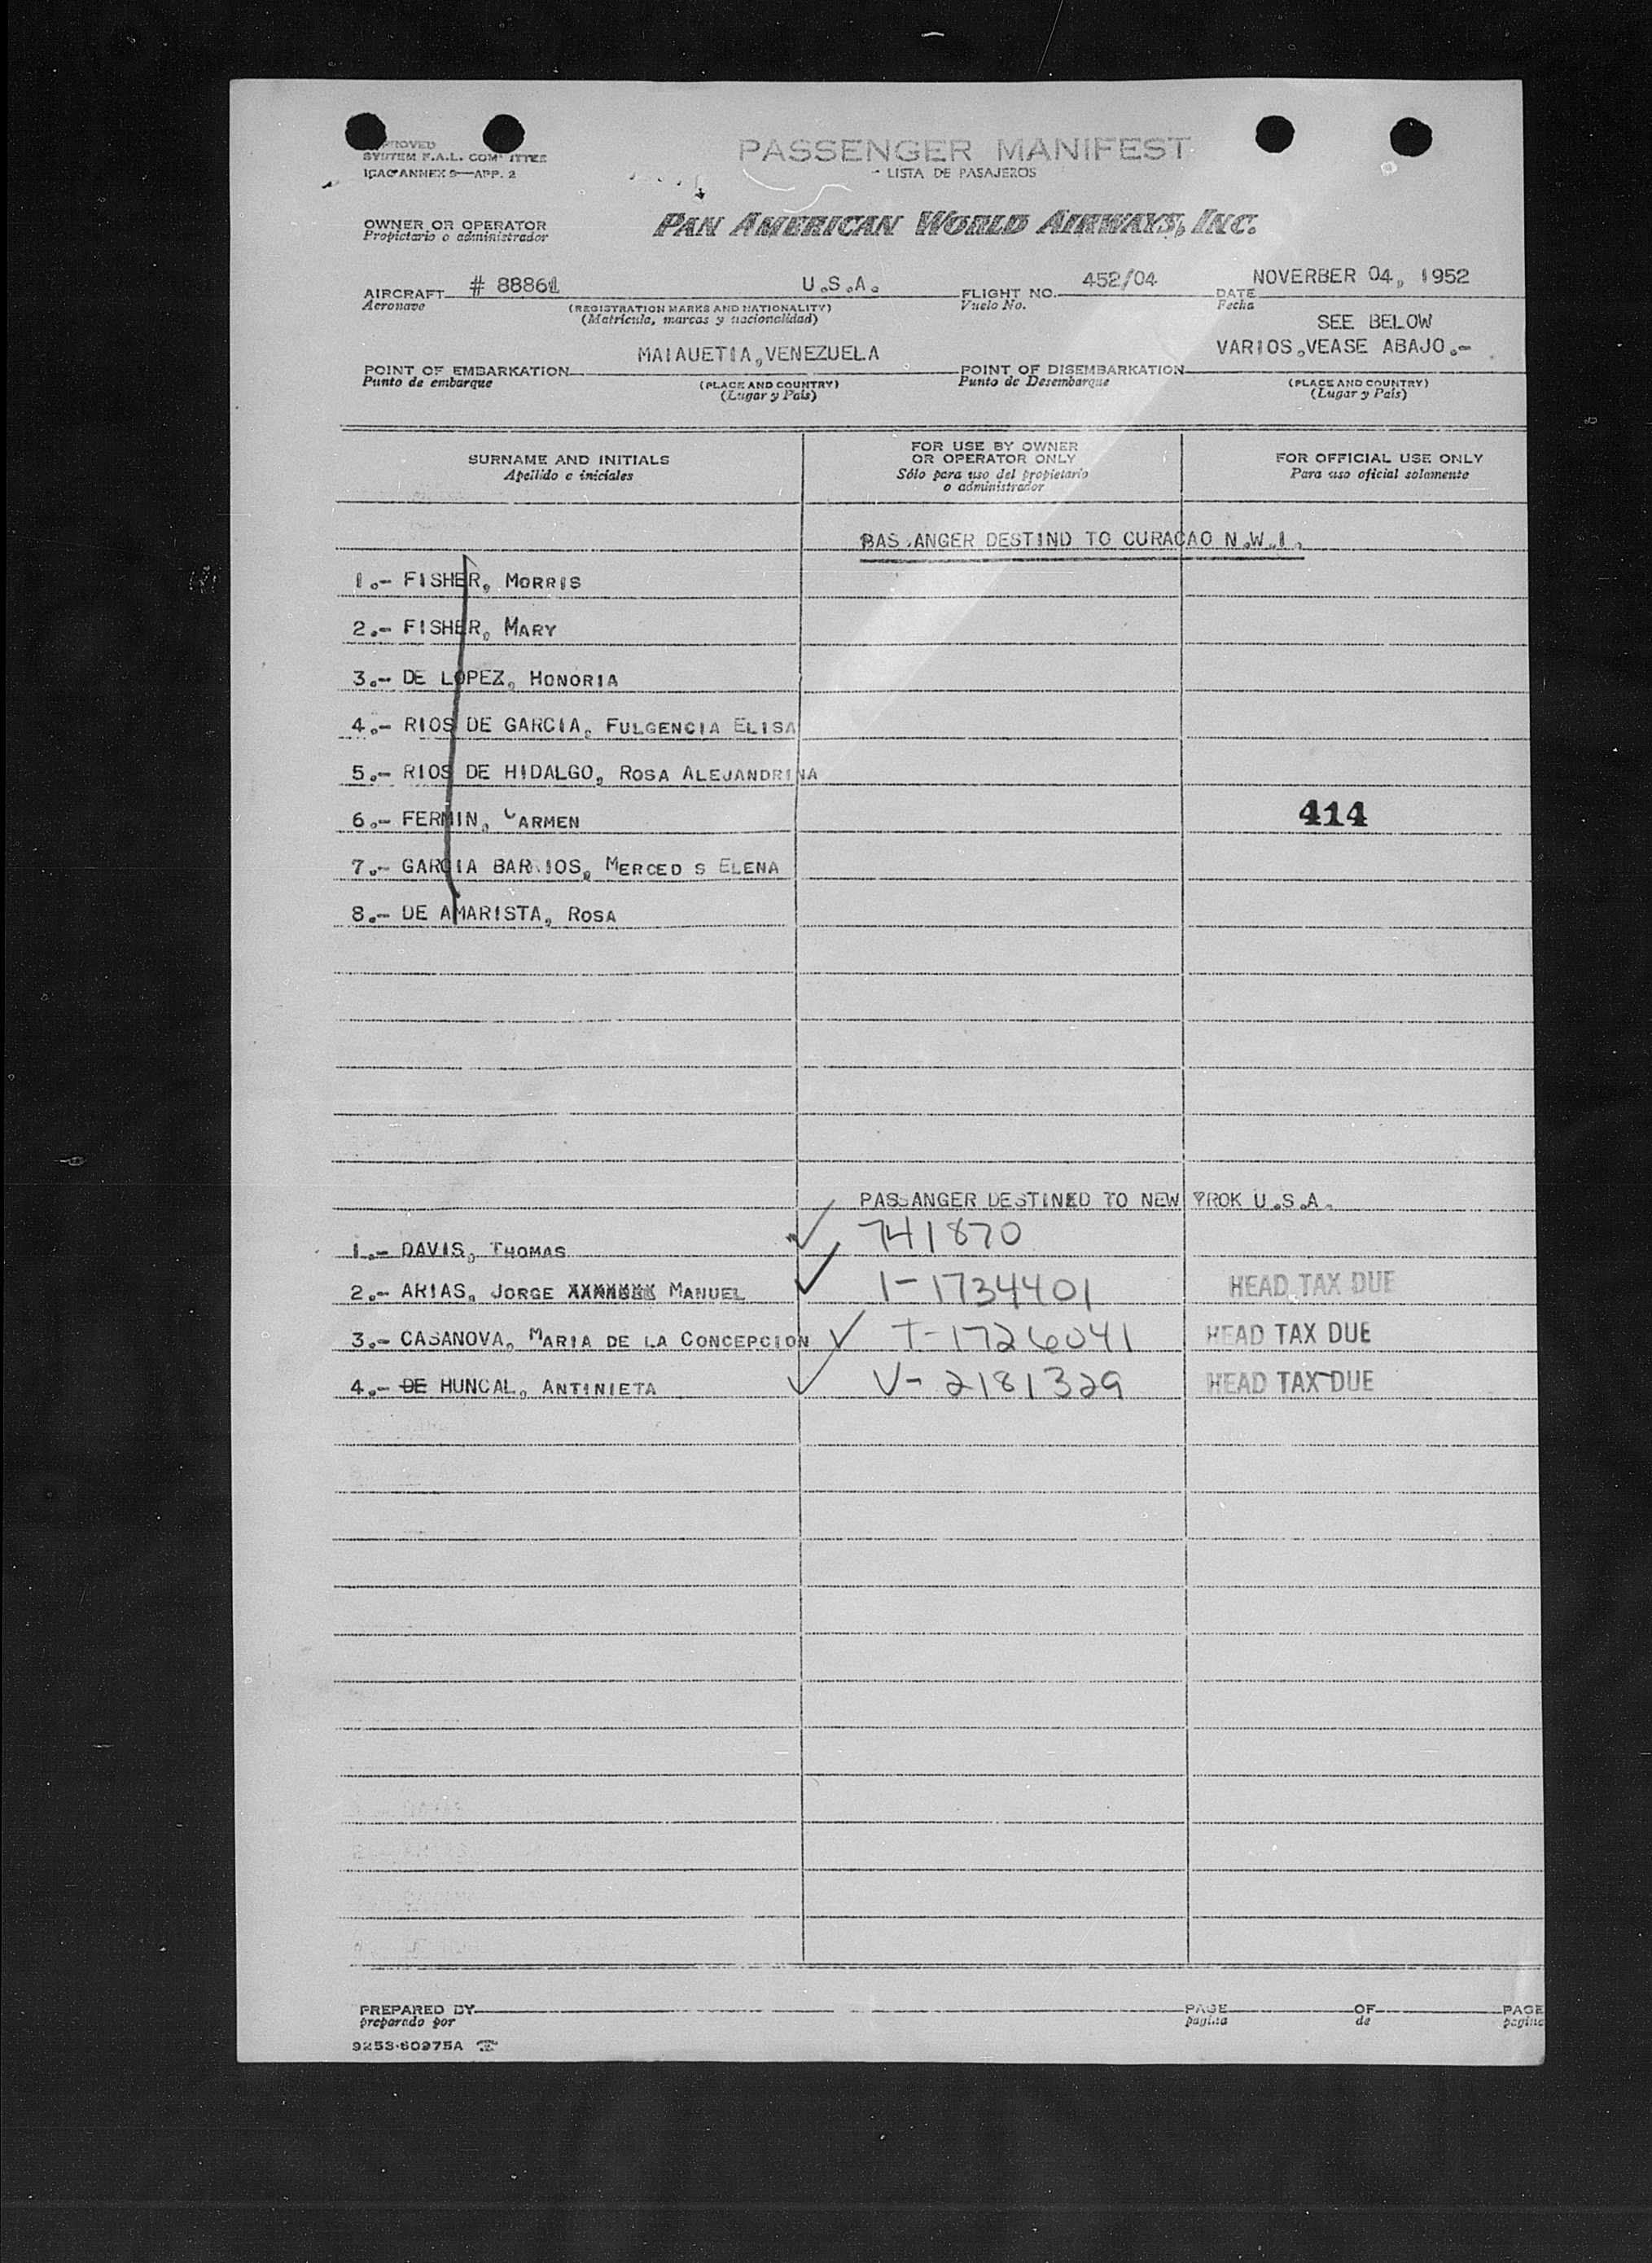 PASSENGER MANIFEST
LISTA DE PASAJEROS
SYSTEM F.A.L. COM ITTEE
ICAO ANNEX 9—APP. 2
OWNER OR OPERATOR
Propietario o administrador
PAN AMERICAN WORLD AIRWAYS, INC.
AIRCRAFT # 88861 U.S.A. FLIGHT NO. 452/04 DATE NOVERBER 04, 1952
Aeronave (REGISTRATION MARKS AND NATIONALITY) Vuelo No. Fecha
(Matrícula, marcas y nacionalidad)
SEE BELOW
POINT OF EMBARKATION MAIAUETIA,VENEZUELA POINT OF DISEMBARKATION VARIOS,VEASE ABAJO.-
Punto de embarque (PLACE AND COUNTRY) Punto de Desembarque (PLACE AND COUNTRY)
(Lugar y País) (Lugar y País)
SURNAME AND INITIALS
Apellido e iniciales
FOR USE BY OWNER
OR OPERATOR ONLY
Sólo para uso del propietario
o administrador
FOR OFFICIAL USE ONLY
Para uso oficial solamente
PAS ANGER DESTIND TO CURACAO N.W.I.
1.- FISHER, MORRIS
2.- FISHER, MARY
3.- DE LOPEZ, HONORIA
4.- RIOS DE GARCIA, FULGENCIA ELISA
5.- RIOS DE HIDALGO, ROSA ALEJANDRINA
6.- FERMIN, CARMEN 414
7.- GARCIA BARRIOS, MERCED S ELENA
8.- DE AMARISTA, ROSA
PASSANGER DESTINED TO NEW YROK U.S.A.
1.- DAVIS, THOMAS ✓ 741870
2.- ARIAS, JORGE XXXXXXX MANUEL ✓ I-1734401 HEAD TAX DUE
3.- CASANOVA, MARIA DE LA CONCEPCION ✓ T-1726041 HEAD TAX DUE
4.- DE HUNCAL, ANTINIETA ✓ V-2181329 HEAD TAX DUE
PREPARED BY PAGE OF PAGE
preparado por pagina de pagina
9253-60975A